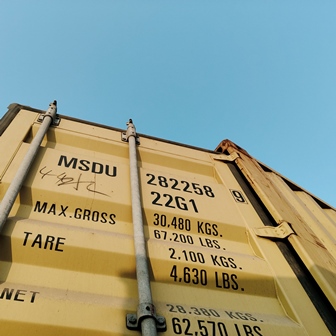 MSDU 282258 9
22G1
MAX.GROSS 30,480 KGS.
67,200 LBS.
TARE 2,100 KGS.
4,630 LBS.
NET 28,380 KGS.
62,570 LBS